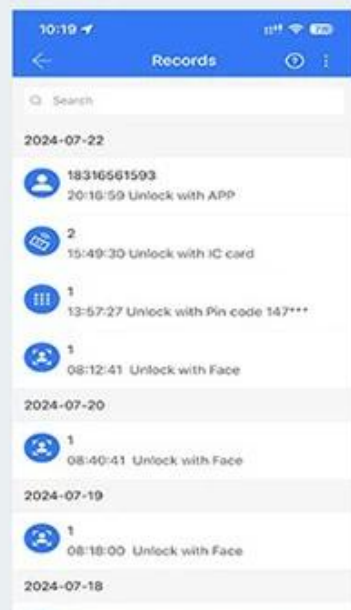 10:19
Records
Search
2024-07-22
18316561593
20:16:59 Unlock with APP
2
15:49:30 Unlock with IC card
1
13:57:27 Unlock with Pin code 147***
1
08:12:41 Unlock with Face
2024-07-20
1
08:40:41 Unlock with Face
2024-07-19
1
08:18:00 Unlock with Face
2024-07-18